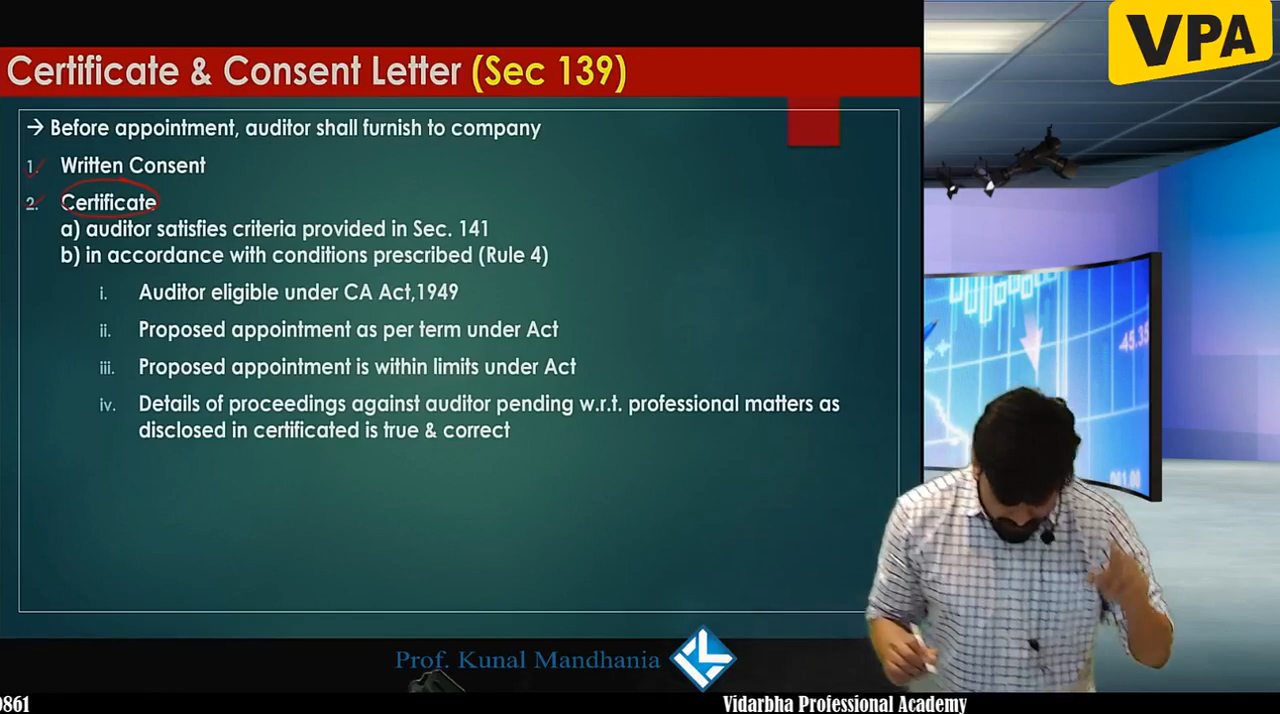 VPA
Certificate & Consent Letter (Sec 139)
→ Before appointment, auditor shall furnish to company
1. Written Consent
2. Certificate
a) auditor satisfies criteria provided in Sec. 141
b) in accordance with conditions prescribed (Rule 4)
i. Auditor eligible under CA Act,1949
ii. Proposed appointment as per term under Act
iii. Proposed appointment is within limits under Act
iv. Details of proceedings against auditor pending w.r.t. professional matters as
disclosed in certificated is true & correct
-45.35
Prof. Kunal Mandhania
9861 Vidarbha Professional Academy